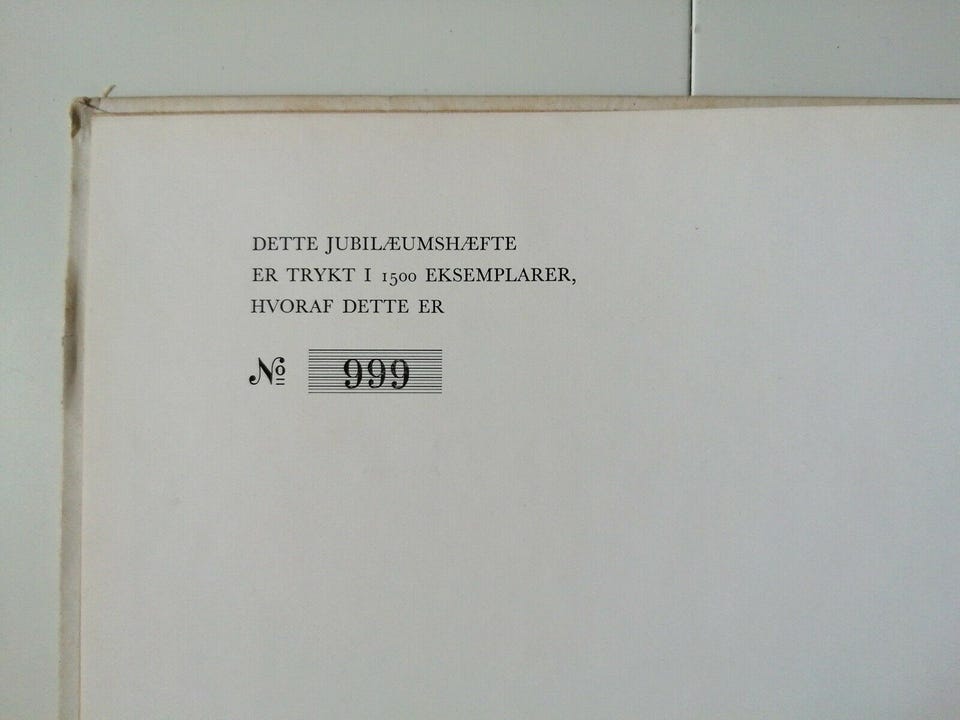 DETTE JUBILÆUMSHÆFTE
ER TRYKT I 1500 EKSEMPLARER,
HVORAF DETTE ER
№ 999